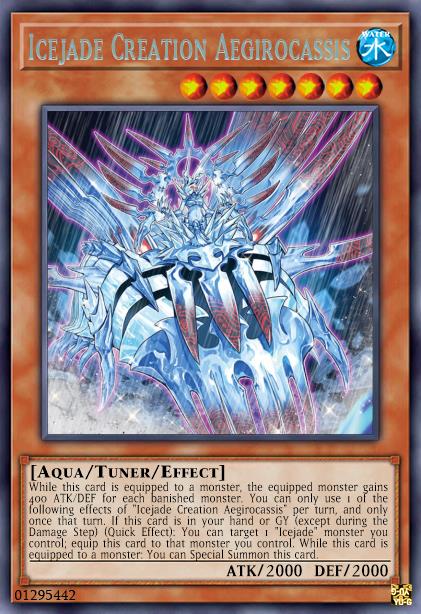 Icejade Creation Aegirocassis
WATER
水
[Aqua/Tuner/Effect]
While this card is equipped to a monster, the equipped monster gains
400 ATK/DEF for each banished monster. You can only use 1 of the
following effects of "Icejade Creation Aegirocassis" per turn, and only
once that turn. If this card is in your hand or GY (except during the
Damage Step) (Quick Effect): You can target 1 "Icejade" monster you
control; equip this card to that monster you control. While this card is
equipped to a monster: You can Special Summon this card.
ATK/2000 DEF/2000
01295442